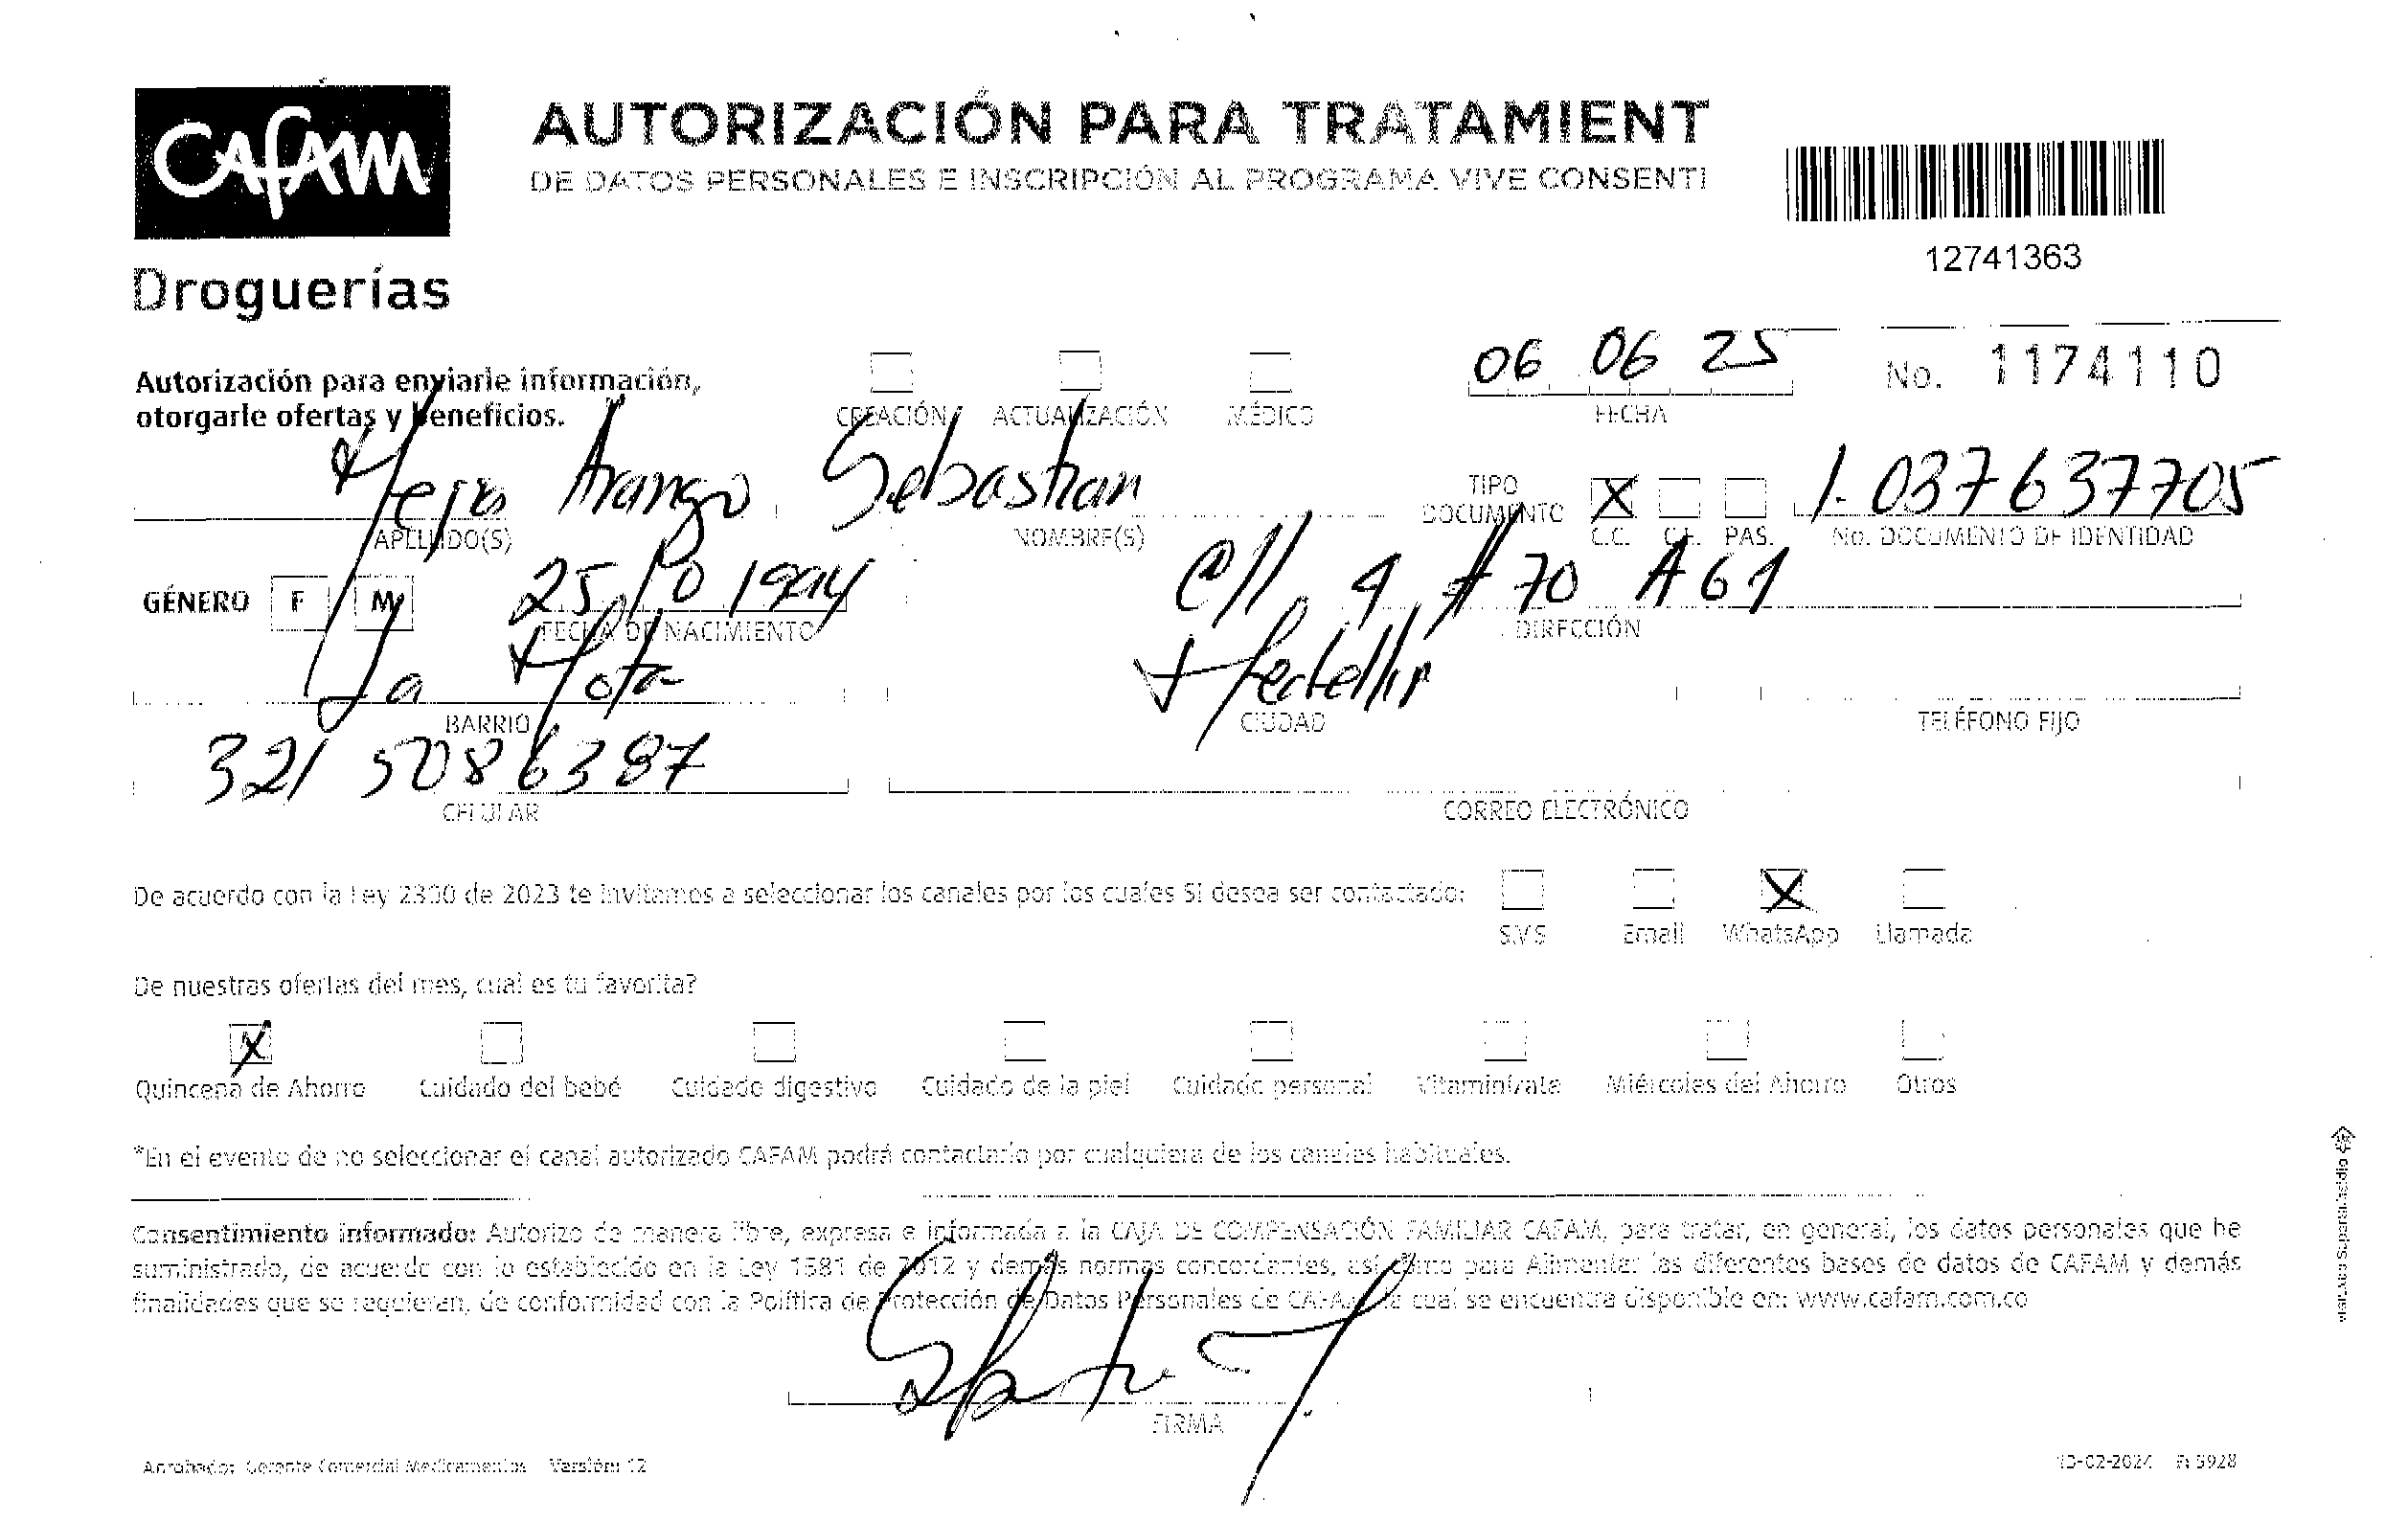 CAFAM
Droguerías
AUTORIZACIÓN PARA TRATAMIENT
DE DATOS PERSONALES E INSCRIPCIÓN AL PROGRAMA VIVE CONSENTI
12741363
Autorización para enviarle información,
otorgarle ofertas y beneficios.
CREACIÓN ACTUALIZACIÓN MÉDICO
06 06 25
FECHA
No. 1174110
Mejia Arango Sebastian
APELLIDO(S) NOMBRE(S)
TIPO DOCUMENTO X 1.037637705
C.C. C.E. PAS. No. DOCUMENTO DE IDENTIDAD
GÉNERO F M 25 10 1994 Cll 4 # 70 A 61
FECHA DE NACIMIENTO DIRECCIÓN
La Mota Medellin
BARRIO CIUDAD TELÉFONO FIJO
321 5086387
CELULAR CORREO ELECTRÓNICO
De acuerdo con la Ley 2300 de 2023 te invitamos a seleccionar los canales por los cuales SI desea ser contactado: X
SMS Email WhatsApp Llamada
De nuestras ofertas del mes, cual es tu favorita?
X
Quincena de Ahorro Cuidado del bebé Cuidado digestivo Cuidado de la piel Cuidado personal Vitamínizate Miércoles del Ahorro Otros
*En el evento de no seleccionar el canal autorizado CAFAM podrá contactarlo por cualquiera de los canales habituales.
Consentimiento informado: Autorizo de manera libre, expresa e informada a la CAJA DE COMPENSACIÓN FAMILIAR CAFAM, para tratar, en general, los datos personales que he
suministrado, de acuerdo con lo establecido en la Ley 1581 de 2012 y demás normas concordantes, así como para Alimentar las diferentes bases de datos de CAFAM y demás
finalidades que se requieran, de conformidad con la Política de Protección de Datos Personales de CAFAM la cual se encuentra disponible en: www.cafam.com.co
FIRMA
Aprobado: Gerente Comercial Medicamentos Versión: 12
13-02-2024
VIGILADO Supersubsidio